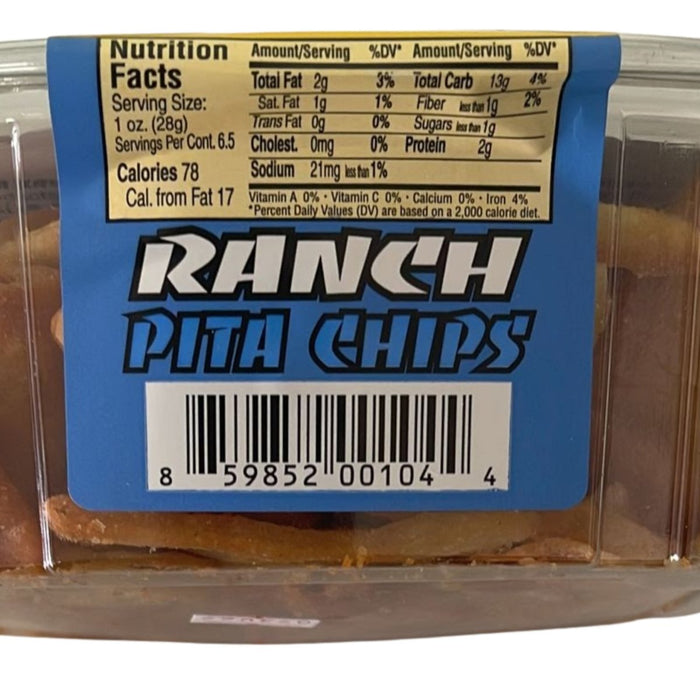 Nutrition Facts
Serving Size:
1 oz. (28g)
Servings Per Cont. 6.5
Calories 78
Cal. from Fat 17
Amount/Serving %DV* Amount/Serving %DV*
Total Fat 2g 3% Total Carb 13g 4%
Sat. Fat 1g 1% Fiber less than 1g 2%
Trans Fat 0g 0% Sugars less than 1g
Cholest. 0mg 0% Protein 2g
Sodium 21mg less than 1%
Vitamin A 0% • Vitamin C 0% • Calcium 0% • Iron 4%
*Percent Daily Values (DV) are based on a 2,000 calorie diet.
RANCH
PITA CHIPS
8 59852 00104 4